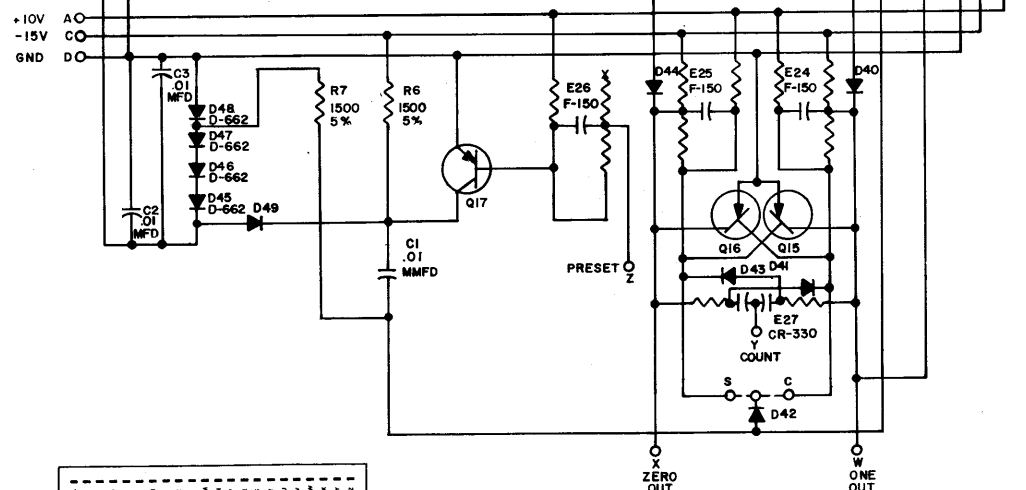 +10V A
-15V C
GND D
C3
.01
MFD
D48
D-662
D47
D-662
D46
D-662
D45
D-662
D49
C2
.01
MFD
R7
1500
5%
R6
1500
5%
C1
.01
MMFD
Q17
E26
F-150
X
PRESET Z
D44
E25
F-150
E24
F-150
D40
Q16
Q15
D43
D41
E27
CR-330
Y
COUNT
S
C
D42
X
ZERO
OUT
W
ONE
OUT